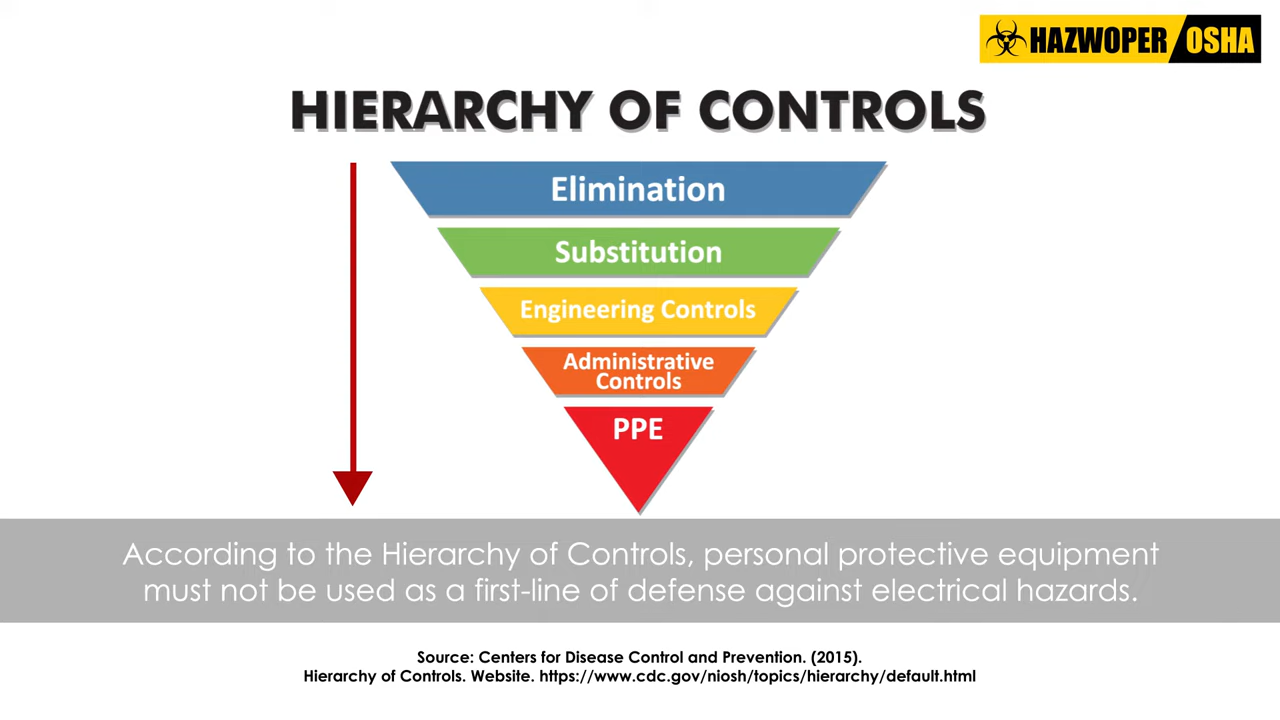 HAZWOPER/OSHA
HIERARCHY OF CONTROLS
Elimination
Substitution
Engineering Controls
Administrative
Controls
PPE
According to the Hierarchy of Controls, personal protective equipment
must not be used as a first-line of defense against electrical hazards.
Source: Centers for Disease Control and Prevention. (2015).
Hierarchy of Controls. Website. https://www.cdc.gov/niosh/topics/hierarchy/default.html